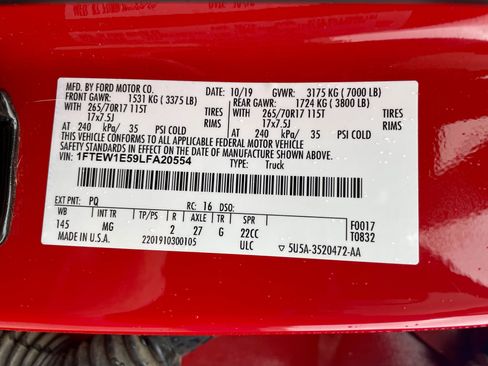 MFD. BY FORD MOTOR CO. 10/19 GVWR: 3175 KG (7000 LB)
FRONT GAWR: 1531 KG (3375 LB) REAR GAWR: 1724 KG (3800 LB)
WITH 265/70R17 115T TIRES WITH 265/70R17 115T TIRES
17x7.5J RIMS 17x7.5J RIMS
AT 240 kPa/ 35 PSI COLD AT 240 kPa/ 35 PSI COLD
THIS VEHICLE CONFORMS TO ALL APPLICABLE FEDERAL MOTOR VEHICLE
SAFETY STANDARDS IN EFFECT ON THE DATE OF MANUFACTURE SHOWN ABOVE.
VIN: 1FTEW1E59LFA20554 TYPE: Truck
EXT PNT: PQ RC: 16 DSO: F0017
WB INT TR TP/PS R AXLE TR SPR T0832
145 MG 2 27 G 22CC
MADE IN U.S.A. 2201910300105 ULC 5U5A-3520472-AA